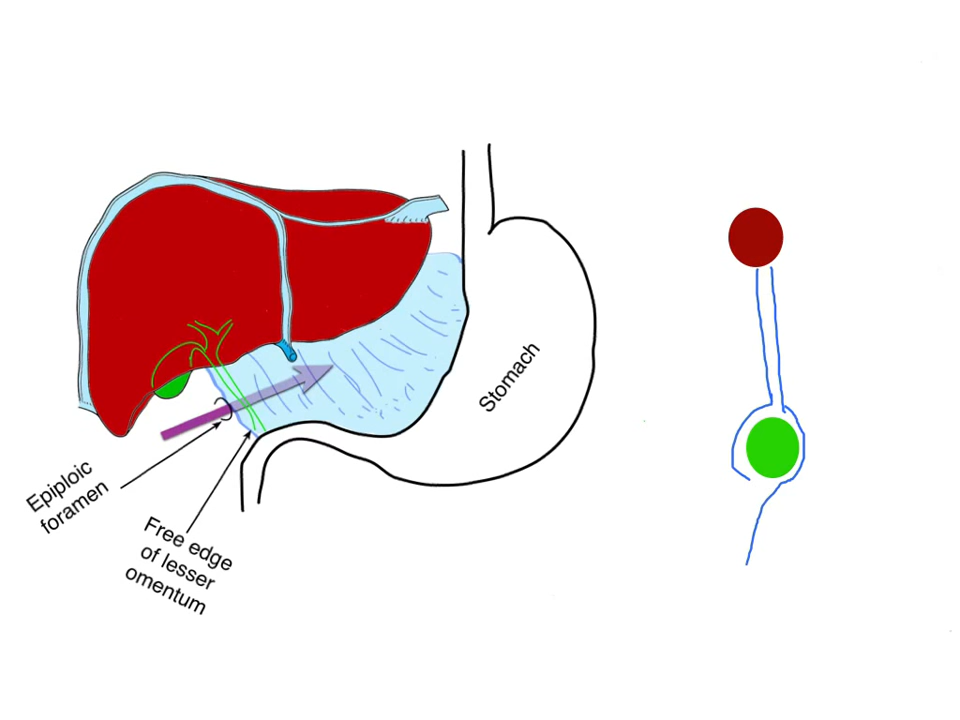 Stomach
Epiploic
foramen
Free edge
of lesser
omentum